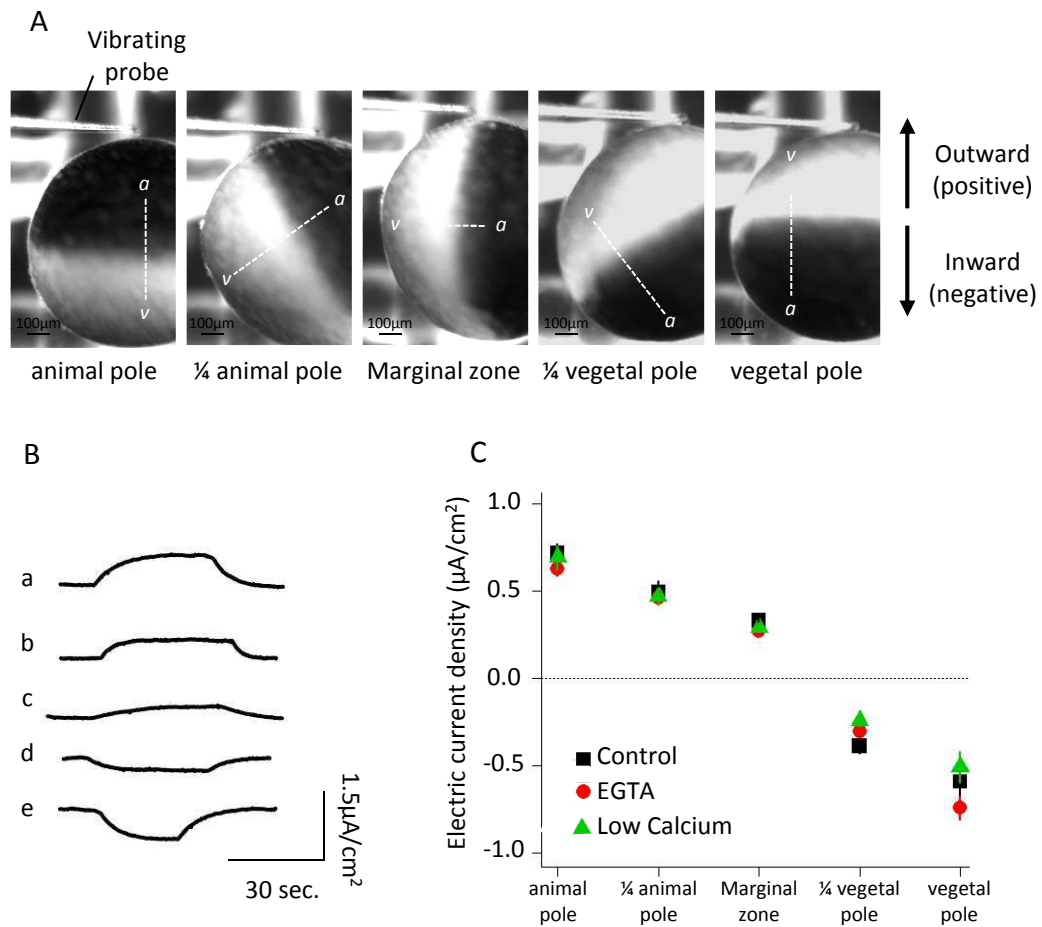 A
Vibrating
probe
a
v
100µm
a
v
100µm
v
a
100µm
v
a
100µm
v
a
100µm
Outward
(positive)
Inward
(negative)
animal pole
¼ animal pole
Marginal zone
¼ vegetal pole
vegetal pole
B
a
b
c
d
e
1.5µA/cm²
30 sec.
C
Electric current density (µA/cm²)
1.0
0.5
0.0
-0.5
-1.0
Control
EGTA
Low Calcium
animal
pole
¼ animal
pole
Marginal
zone
¼ vegetal
pole
vegetal
pole